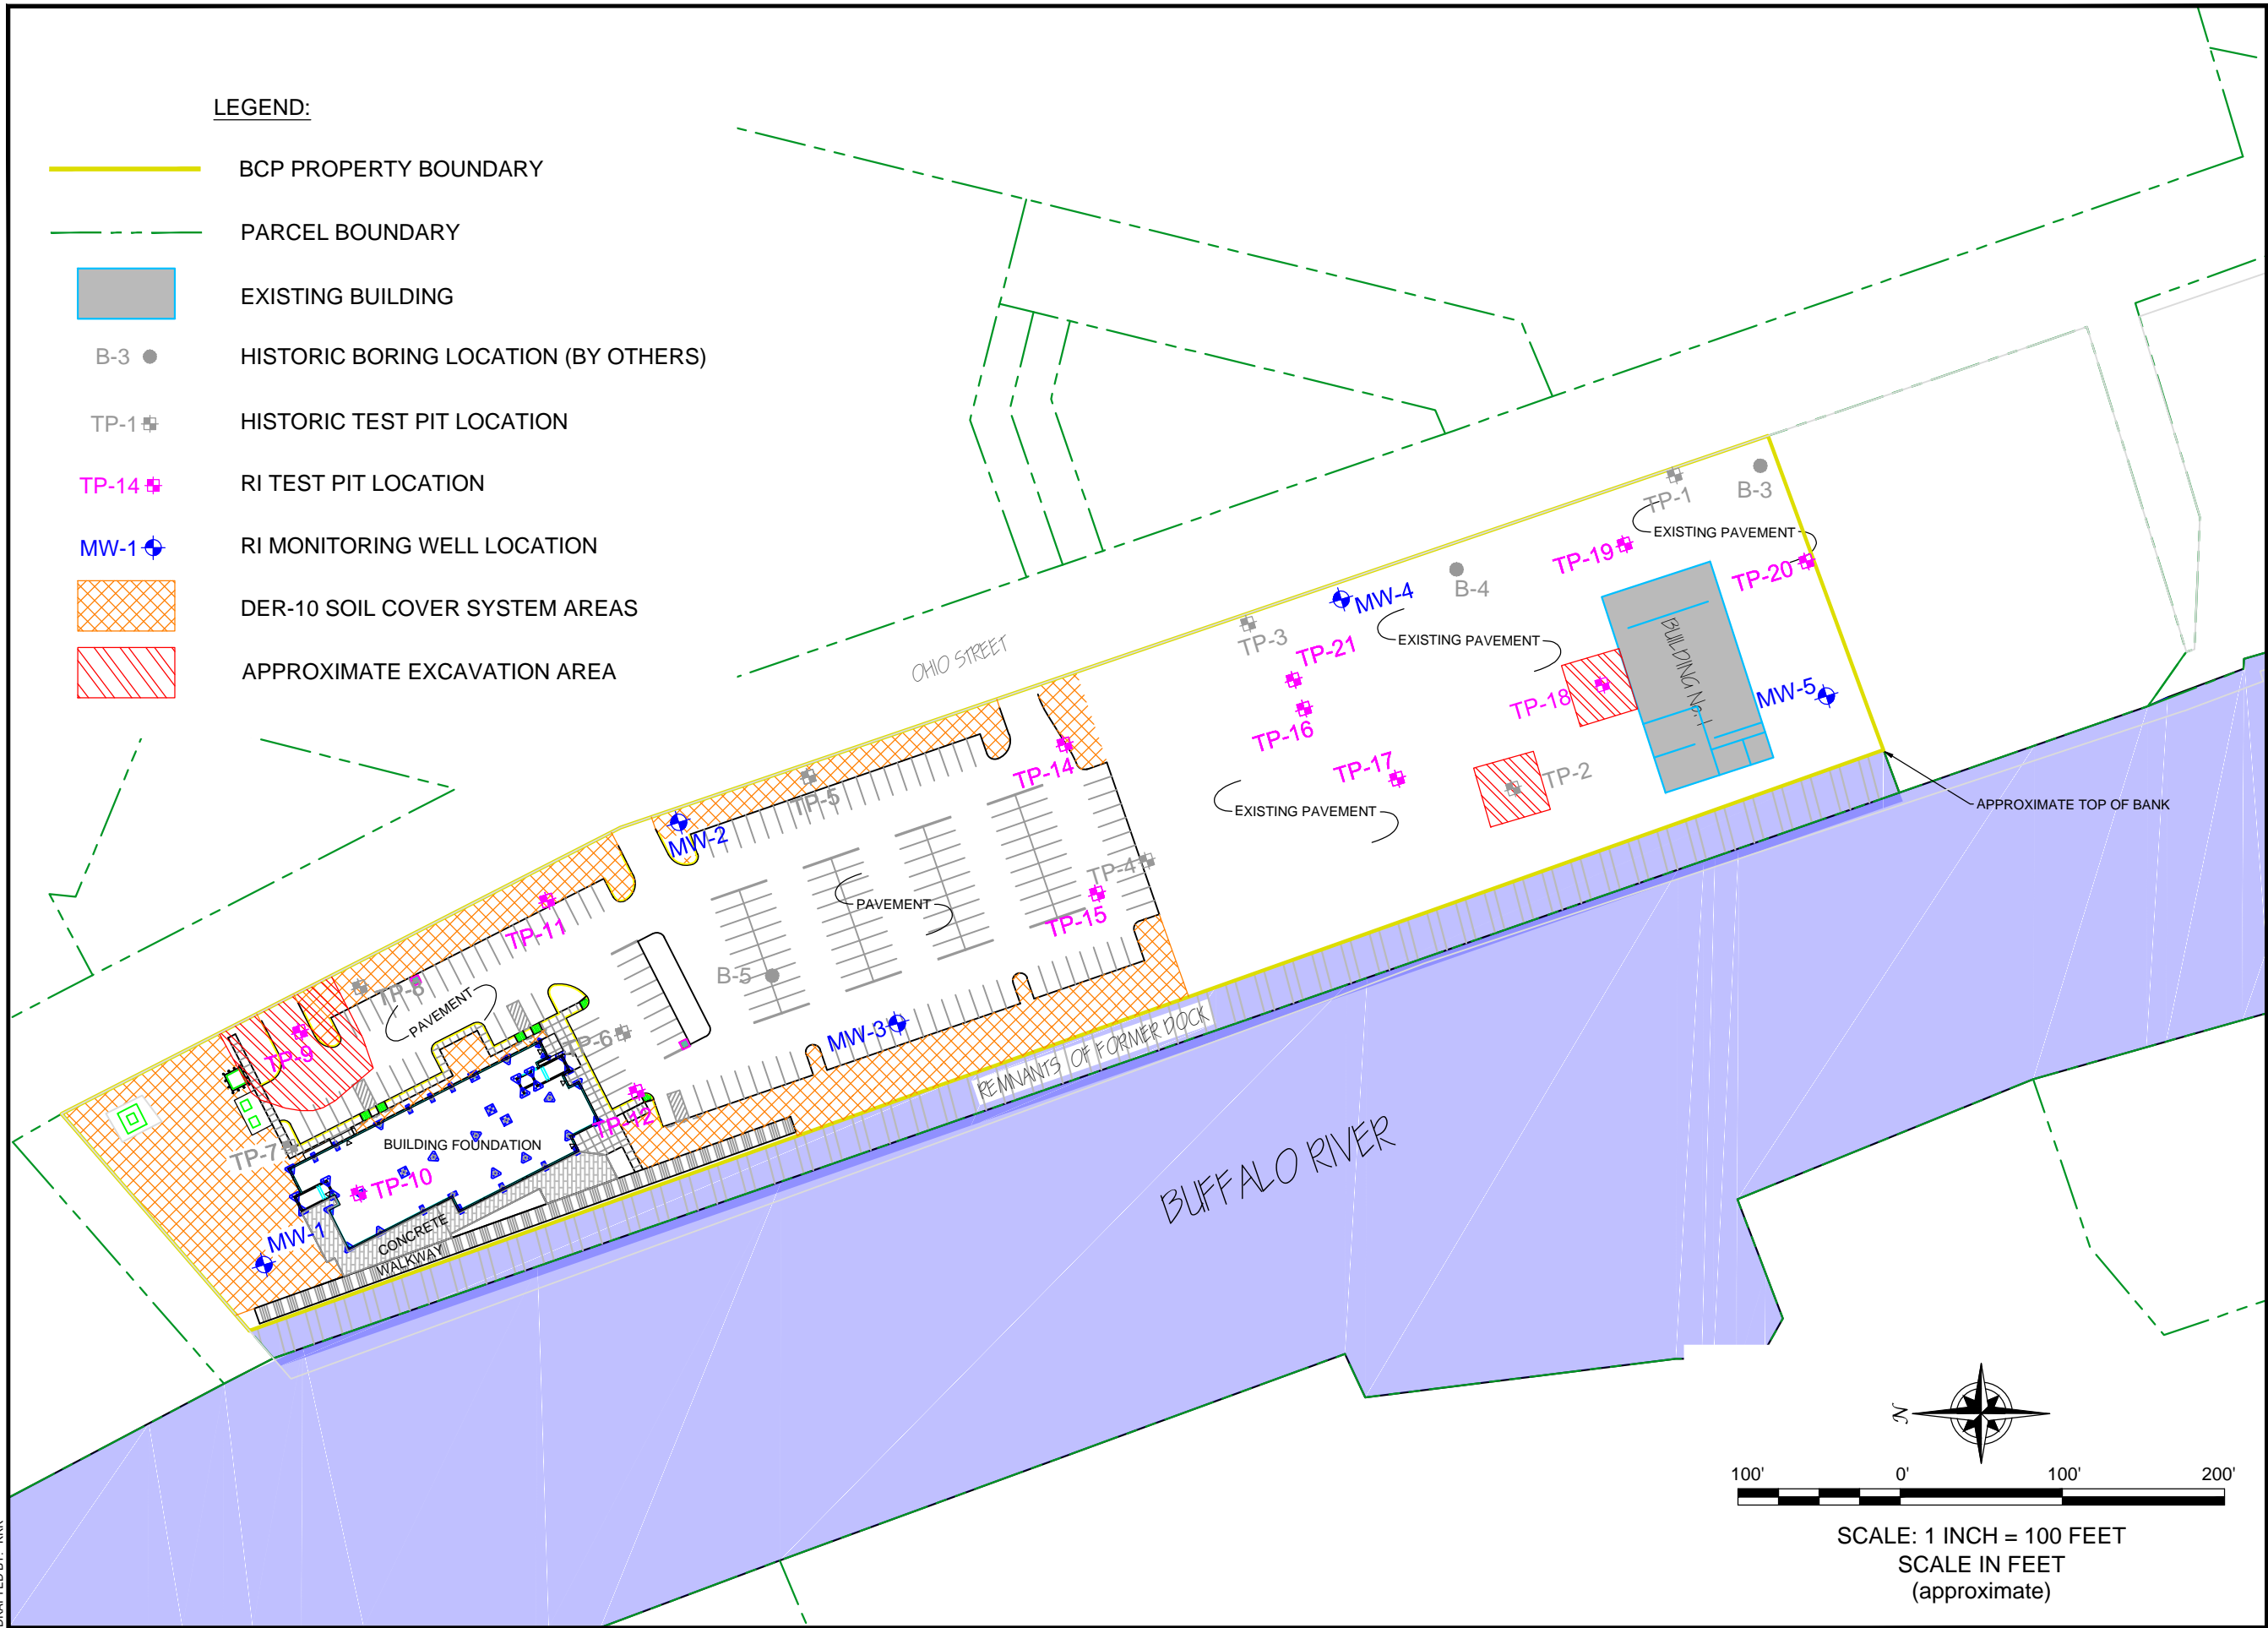 LEGEND:
BCP PROPERTY BOUNDARY
PARCEL BOUNDARY
EXISTING BUILDING
B-3 HISTORIC BORING LOCATION (BY OTHERS)
TP-1 HISTORIC TEST PIT LOCATION
TP-14 RI TEST PIT LOCATION
MW-1 RI MONITORING WELL LOCATION
DER-10 SOIL COVER SYSTEM AREAS
APPROXIMATE EXCAVATION AREA
TP-1
B-3
EXISTING PAVEMENT
TP-19
TP-20
B-4
MW-4
TP-3
EXISTING PAVEMENT
TP-21
OHIO STREET
BUILDING No. 1
MW-5
TP-18
TP-16
TP-17
TP-2
TP-14
EXISTING PAVEMENT
APPROXIMATE TOP OF BANK
TP-5
MW-2
TP-4
PAVEMENT
TP-15
TP-11
B-5
TP-8
PAVEMENT
MW-3
REMNANTS OF FORMER DOCK
TP-9
TP-6
TP-12
BUILDING FOUNDATION
TP-7
TP-10
BUFFALO RIVER
MW-1
CONCRETE
WALKWAY
N
100' 0' 100' 200'
SCALE: 1 INCH = 100 FEET
SCALE IN FEET
(approximate)